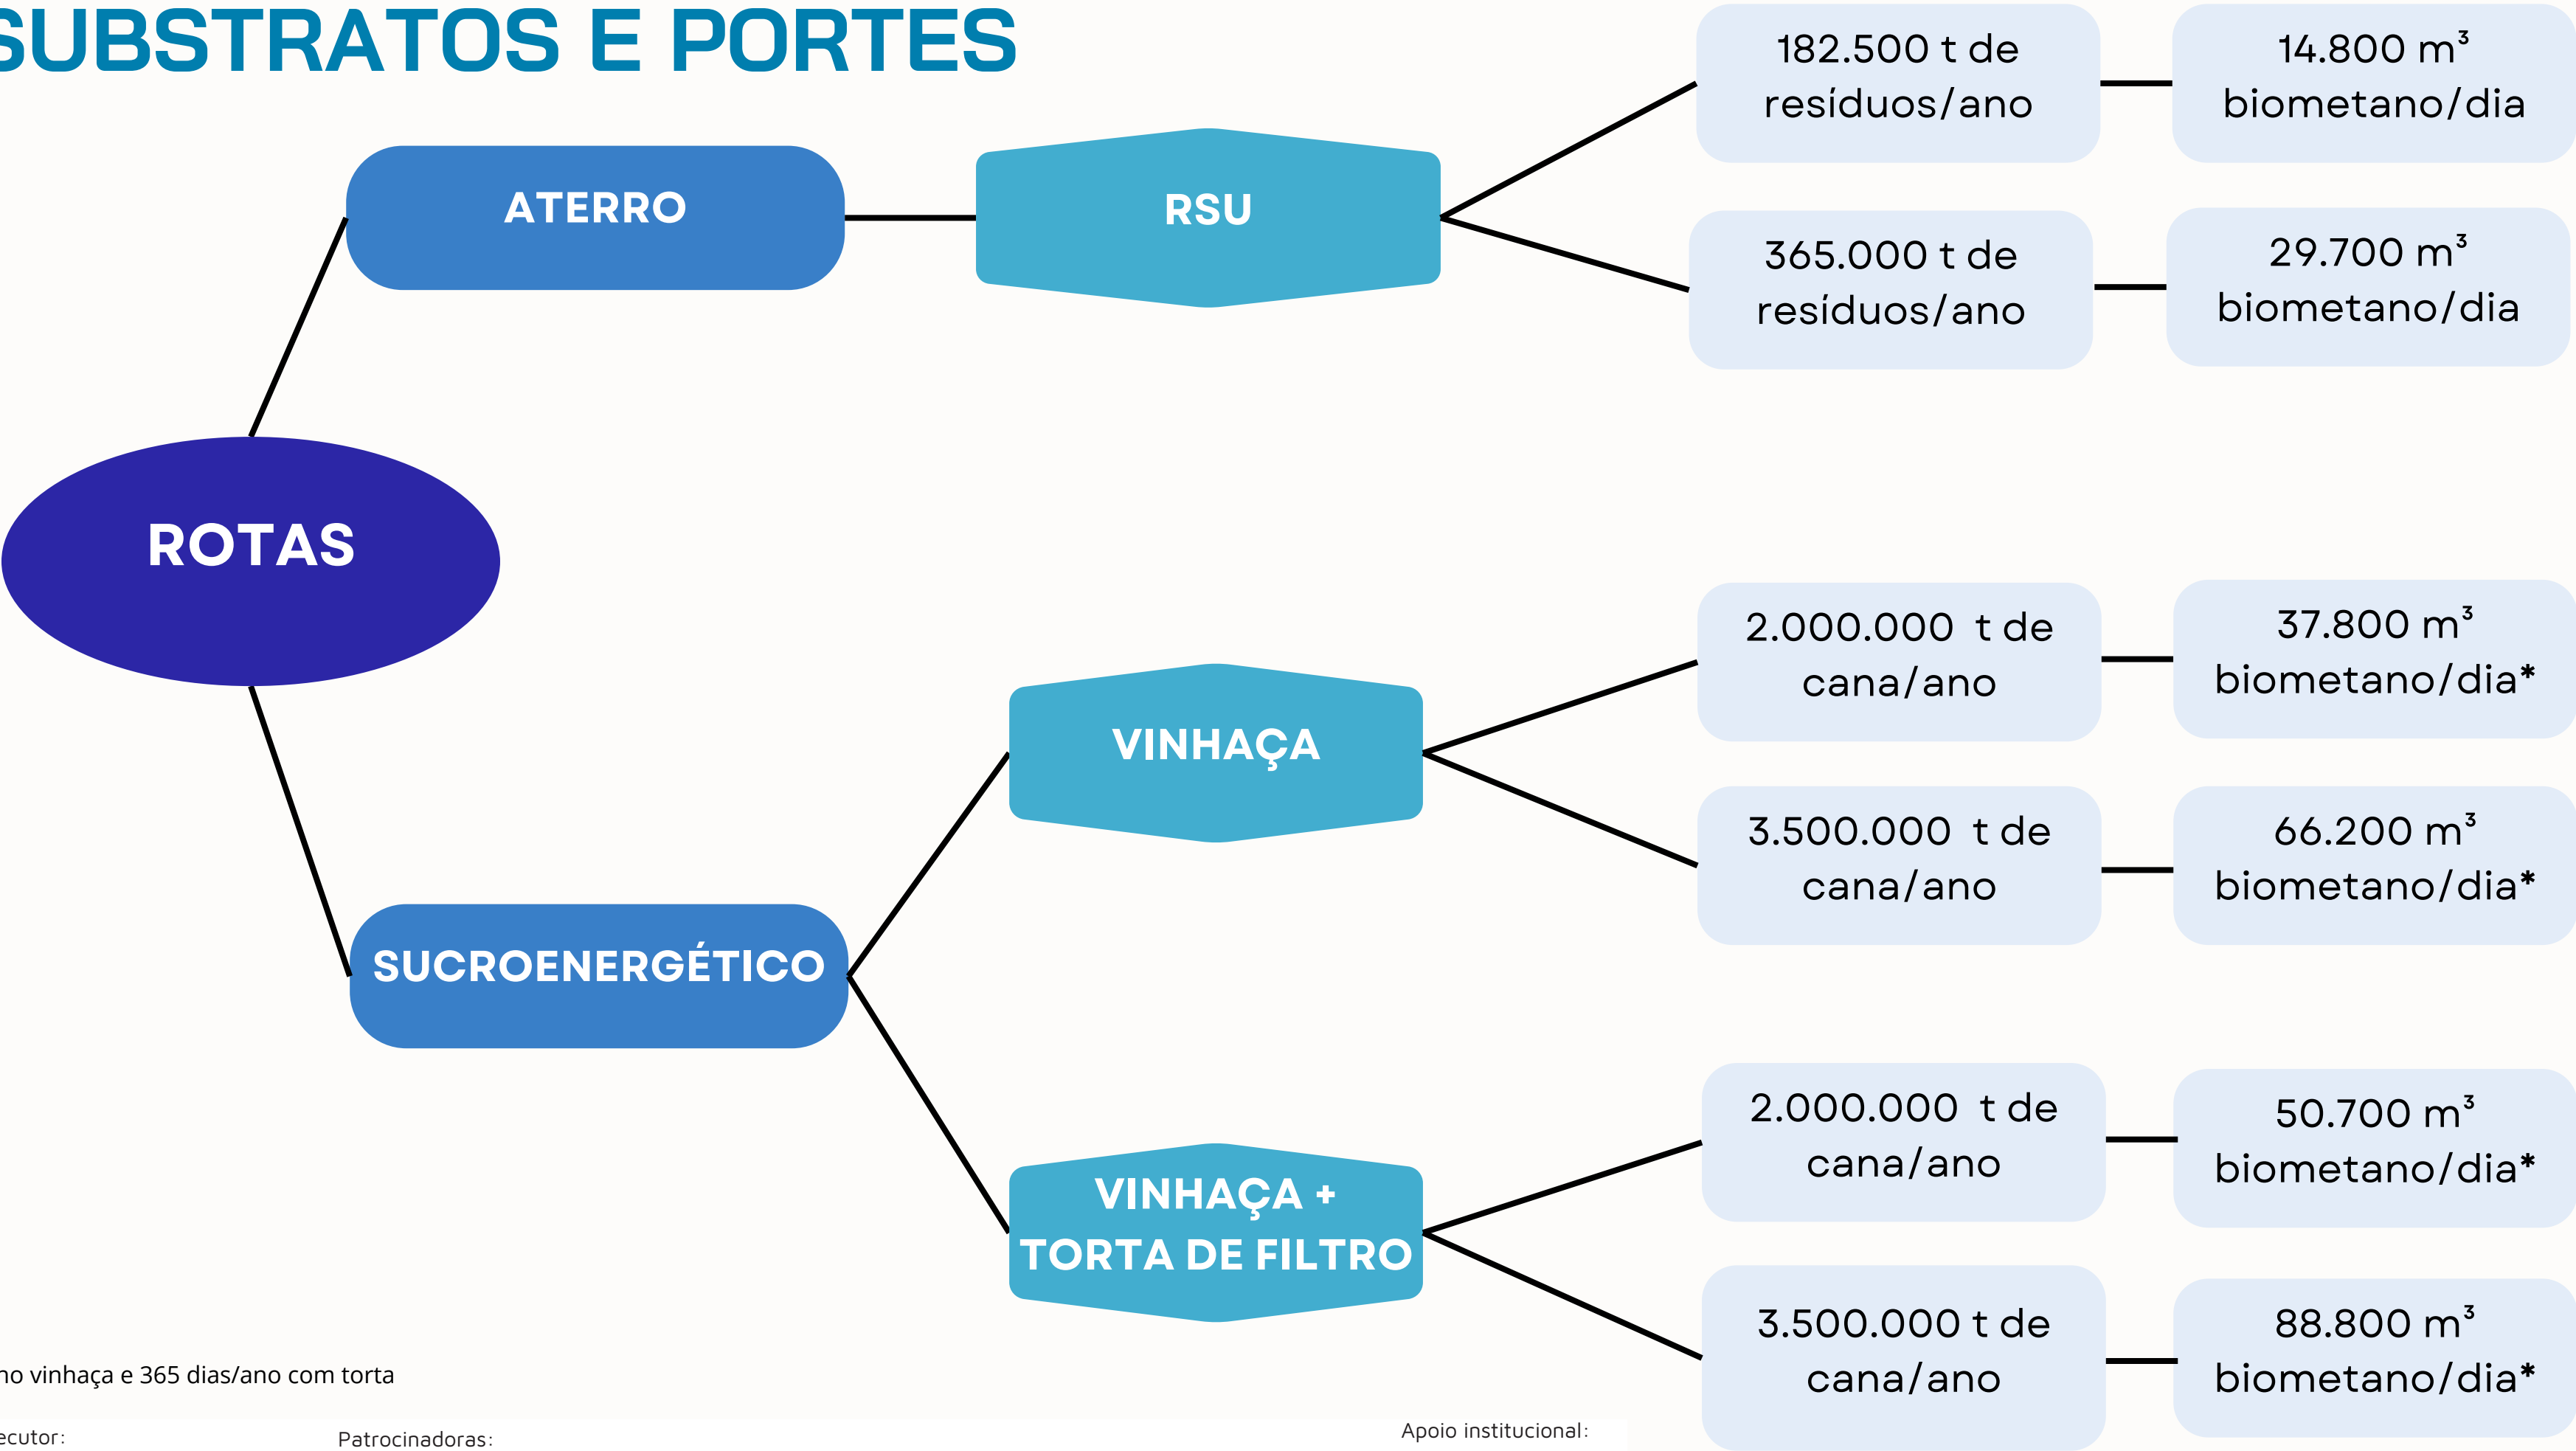 SUBSTRATOS E PORTES
182.500 t de
resíduos/ano
14.800 m³
biometano/dia
ATERRO
RSU
365.000 t de
resíduos/ano
29.700 m³
biometano/dia
ROTAS
2.000.000 t de
cana/ano
37.800 m³
biometano/dia*
VINHAÇA
3.500.000 t de
cana/ano
66.200 m³
biometano/dia*
SUCROENERGÉTICO
VINHAÇA +
TORTA DE FILTRO
2.000.000 t de
cana/ano
50.700 m³
biometano/dia*
3.500.000 t de
cana/ano
88.800 m³
biometano/dia*
vinhaça e 365 dias/ano com torta
Patrocinadoras:
Apoio institucional: